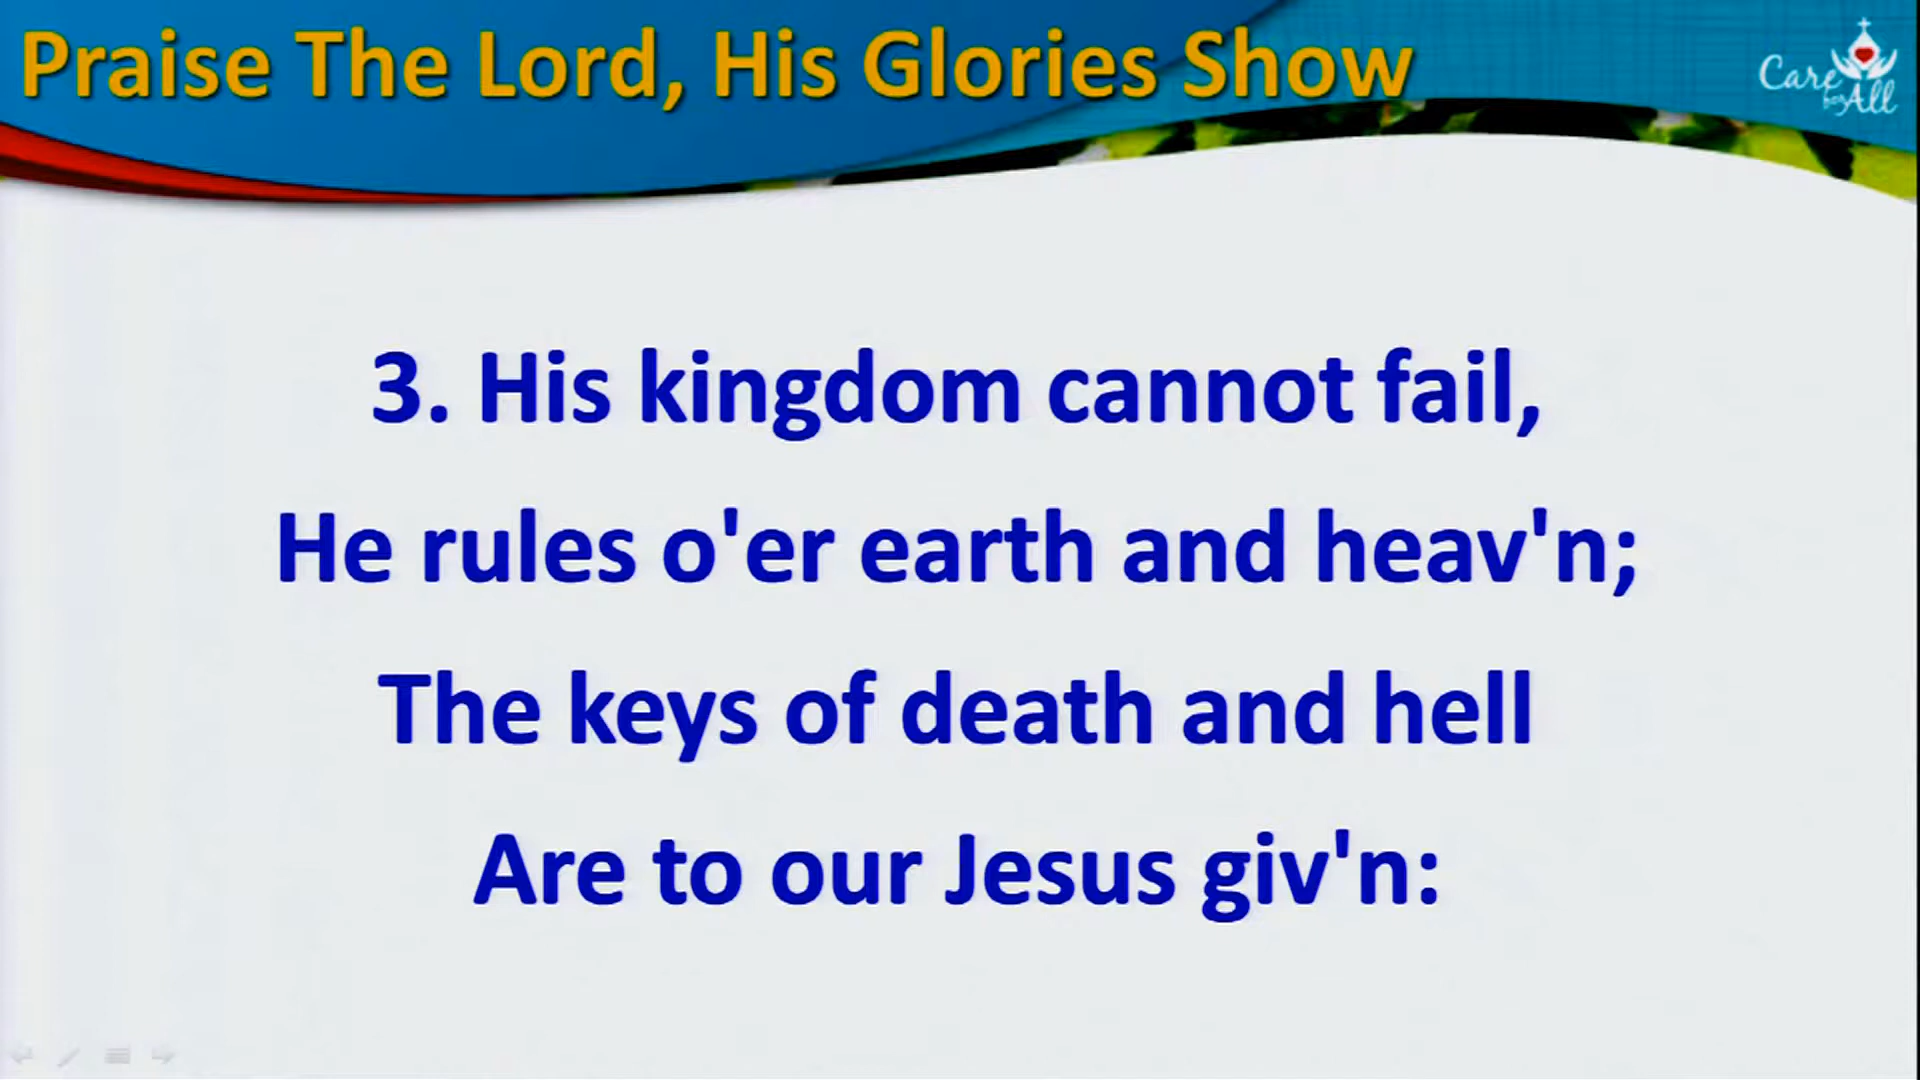 Praise The Lord, His Glories Show
Care
for All
3. His kingdom cannot fail,
He rules o'er earth and heav'n;
The keys of death and hell
Are to our Jesus giv'n: